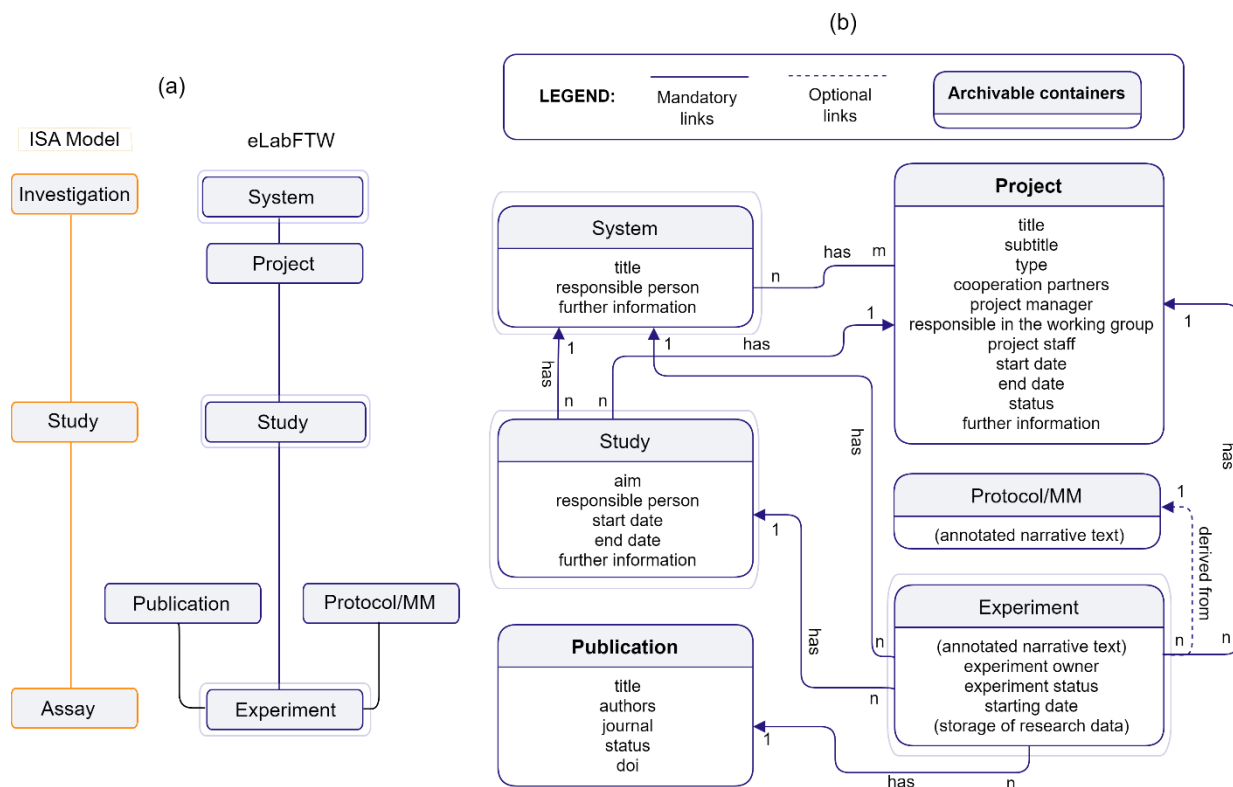 (a)
ISA Model
eLabFTW
Investigation
System
Project
Study
Study
Publication
Protocol/MM
Assay
Experiment
(b)
LEGEND:
Mandatory
links
Optional
links
Archivable containers
System
title
responsible person
further information
n
has
m
Project
title
subtitle
type
cooperation partners
project manager
responsible in the working group
project staff
start date
end date
status
further information
1
has
n
1
has
n
1
has
n
1
has
n
Study
aim
responsible person
start date
end date
further information
1
has
n
Protocol/MM
(annotated narrative text)
1
derived from
n
Experiment
(annotated narrative text)
experiment owner
experiment status
starting date
(storage of research data)
Publication
title
authors
journal
status
doi
1
has
n